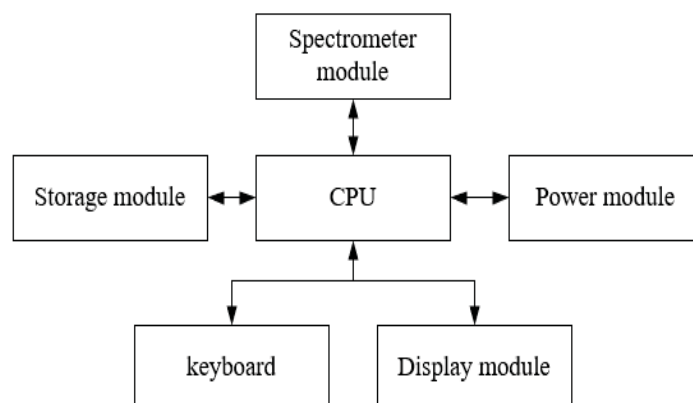 Spectrometer
module
Storage module
CPU
Power module
keyboard
Display module